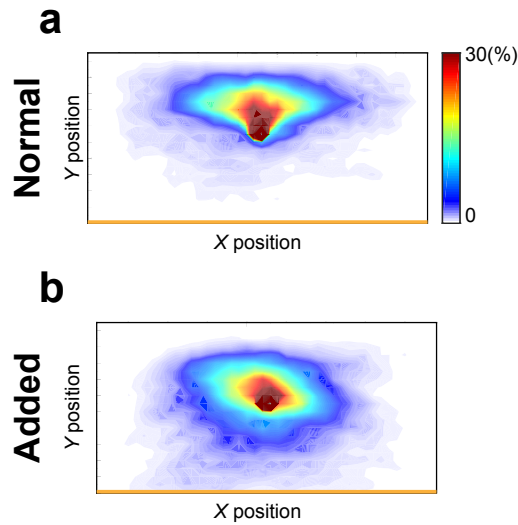 a
Normal
Y position
X position
30(%)
0
b
Added
Y position
X position